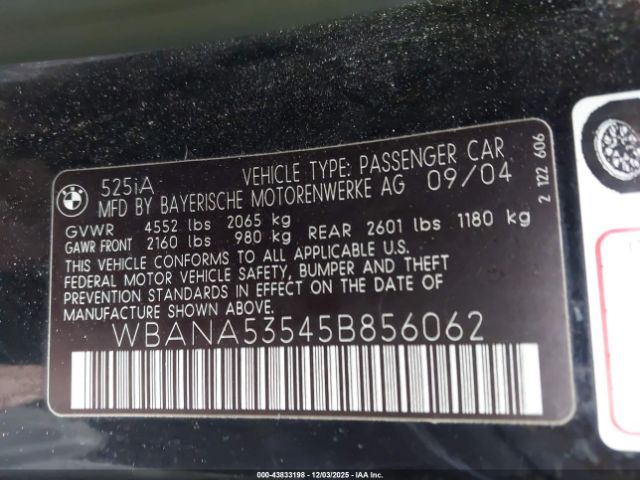 BMW
525iA VEHICLE TYPE: PASSENGER CAR
MFD BY BAYERISCHE MOTORENWERKE AG 09/04
GVWR 4552 lbs 2065 kg
GAWR FRONT 2160 lbs 980 kg REAR 2601 lbs 1180 kg
THIS VEHICLE CONFORMS TO ALL APPLICABLE U.S.
FEDERAL MOTOR VEHICLE SAFETY, BUMPER AND THEFT
PREVENTION STANDARDS IN EFFECT ON THE DATE OF
MANUFACTURE SHOWN ABOVE.
WBANA53545B856062
2 122 606
000-43833198 - 12/03/2025 - IAAI.COM